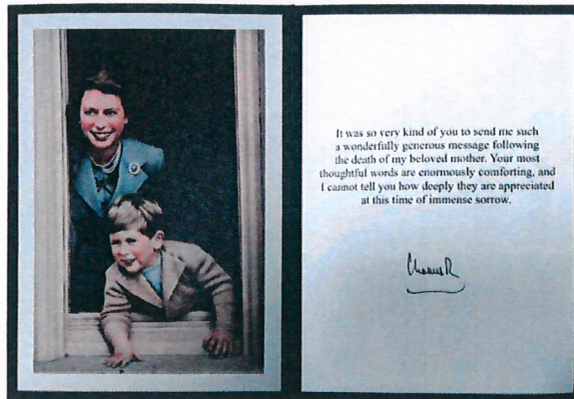 It was so very kind of you to send me such
a wonderfully generous message following
the death of my beloved mother. Your most
thoughtful words are enormously comforting, and
I cannot tell you how deeply they are appreciated
at this time of immense sorrow.
Charles R